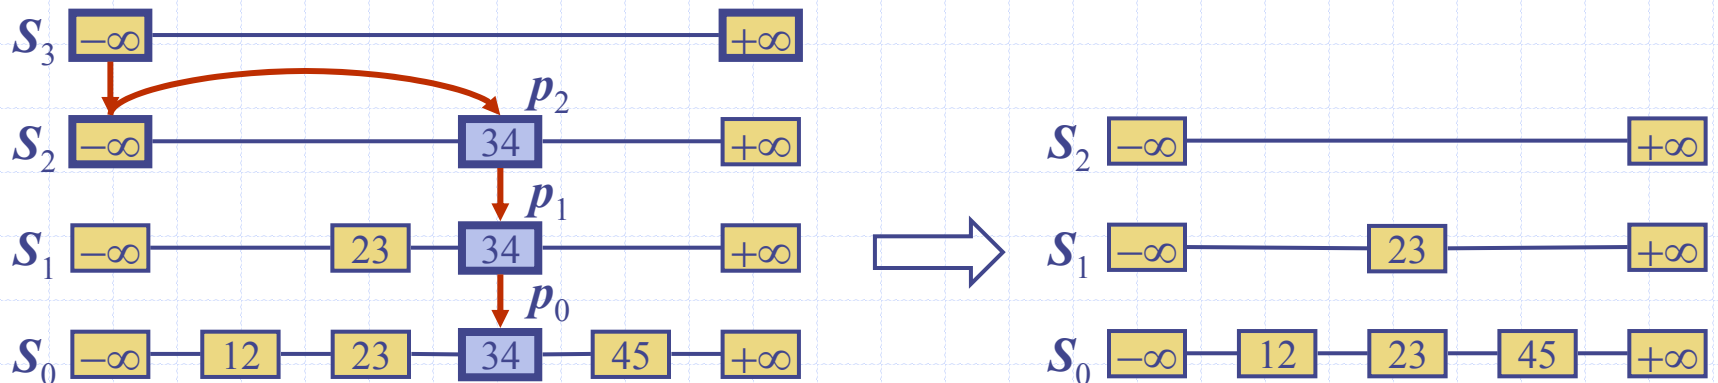 S3 −∞ +∞
p2
S2 −∞ 34 +∞ S2 −∞ +∞
p1
S1 −∞ 23 34 +∞ S1 −∞ 23 +∞
p0
S0 −∞ 12 23 34 45 +∞ S0 −∞ 12 23 45 +∞